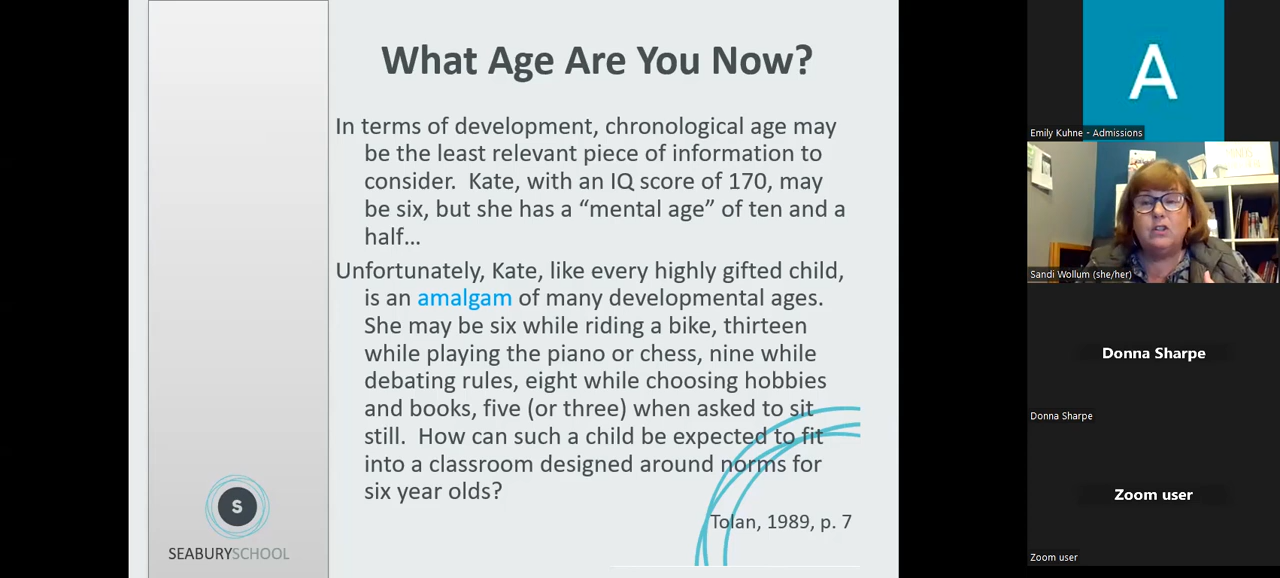 What Age Are You Now?
In terms of development, chronological age may
be the least relevant piece of information to
consider.  Kate, with an IQ score of 170, may
be six, but she has a “mental age” of ten and a
half…
Unfortunately, Kate, like every highly gifted child,
is an amalgam of many developmental ages.
She may be six while riding a bike, thirteen
while playing the piano or chess, nine while
debating rules, eight while choosing hobbies
and books, five (or three) when asked to sit
still.  How can such a child be expected to fit
into a classroom designed around norms for
six year olds?
Tolan, 1989, p. 7
S
SEABURYSCHOOL
A
Emily Kuhne - Admissions
Sandi Wollum (she/her)
Donna Sharpe
Donna Sharpe
Zoom user
Zoom user